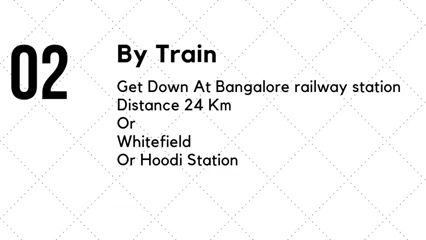 02
By Train
Get Down At Bangalore railway station
Distance 24 Km
Or
Whitefield
Or Hoodi Station